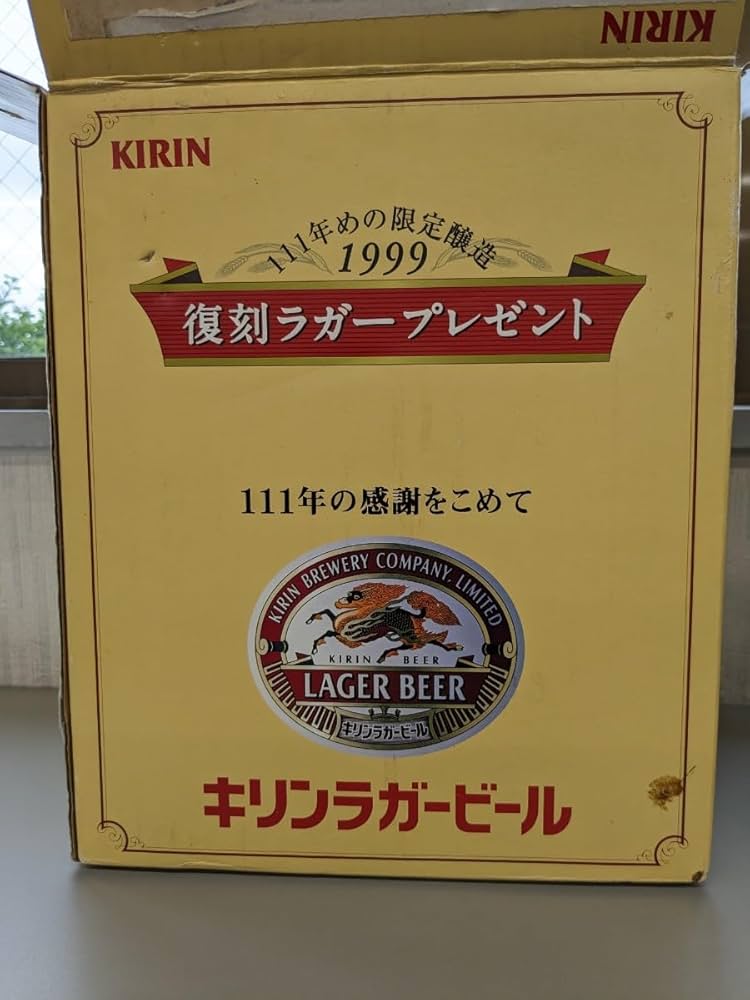 KIRIN
KIRIN
111年めの限定醸造
1999
復刻ラガープレゼント
111年の感謝をこめて
KIRIN BREWERY COMPANY, LIMITED
KIRIN BEER
LAGER BEER
キリンラガービール
キリンラガービール